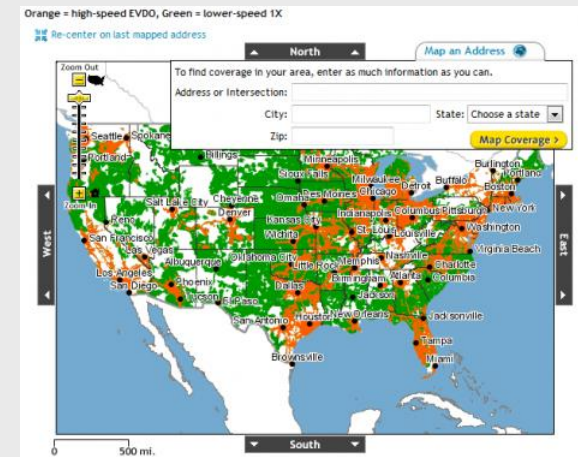 Orange = high-speed EVDO, Green = lower-speed 1X
Re-center on last mapped address
North
Map an Address
Zoom Out
To find coverage in your area, enter as much information as you can.
Address or Intersection:
City:
State: Choose a state
Zip:
Map Coverage >
Seattle
Spokane
Portland
Billings
Minneapolis
Burlington
Portland
Zoom In
Sioux Falls
Milwaukee
Buffalo
Boston
Salt Lake City
Cheyenne
Omaha
Des Moines
Chicago
Detroit
Reno
Denver
Indianapolis
Columbus
Pittsburgh
New York
West
San Francisco
Kansas City
St. Louis
Louisville
Washington
East
Las Vegas
Wichita
Virginia Beach
Los Angeles
Albuquerque
Oklahoma City
Little Rock
Memphis
Nashville
Charlotte
San Diego
Phoenix
Birmingham
Atlanta
Columbia
Tucson
El Paso
Dallas
Jackson
San Antonio
Houston
New Orleans
Jacksonville
Tampa
Brownsville
Miami
0
500 mi.
South